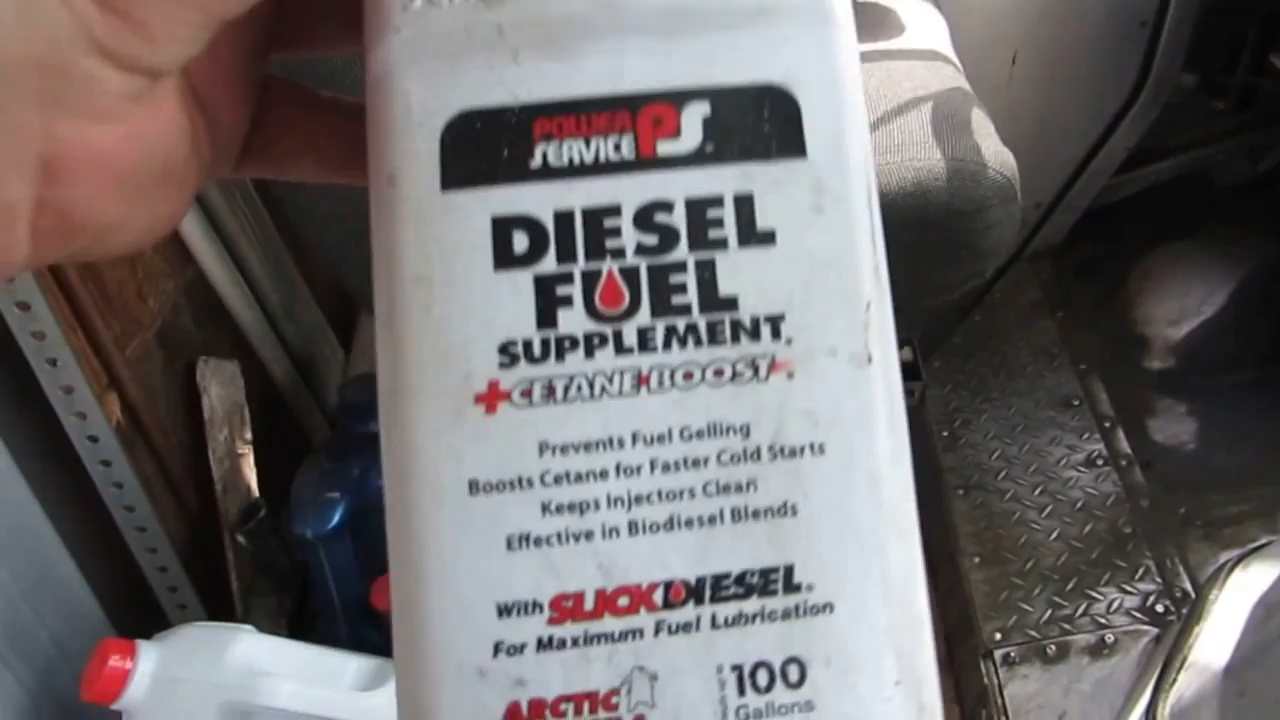 POWER
SERVICE PS
DIESEL
FUEL
SUPPLEMENT
+CETANE BOOST
Prevents Fuel Gelling
Boosts Cetane for Faster Cold Starts
Keeps Injectors Clean
Effective in Biodiesel Blends
With SLICKDIESEL
For Maximum Fuel Lubrication
ARCTIC
100
Gallons